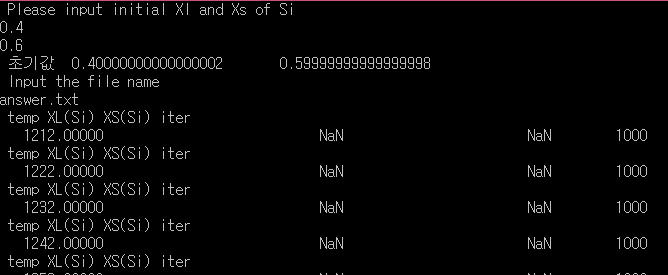 Please input initial Xl and Xs of Si
0.4
0.6
초기값 0.40000000000000002 0.59999999999999998
Input the file name
answer.txt
temp XL(Si) XS(Si) iter
1212.00000 NaN NaN 1000
temp XL(Si) XS(Si) iter
1222.00000 NaN NaN 1000
temp XL(Si) XS(Si) iter
1232.00000 NaN NaN 1000
temp XL(Si) XS(Si) iter
1242.00000 NaN NaN 1000
temp XL(Si) XS(Si) iter